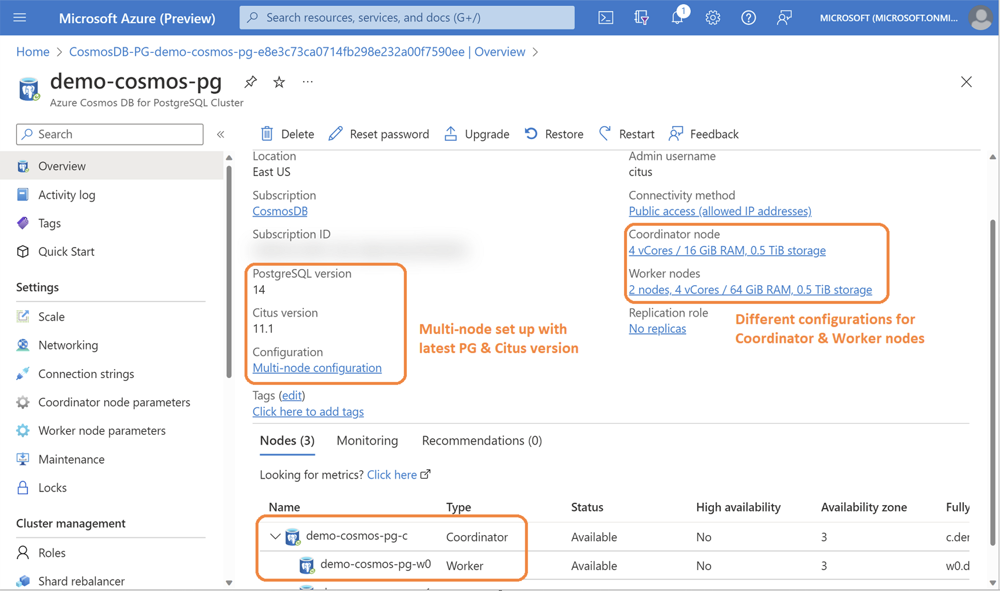 Microsoft Azure (Preview)
Search resources, services, and docs (G+/)
1
MICROSOFT (MICROSOFT.ONMI...
Home > CosmosDB-PG-demo-cosmos-pg-e8e3c73ca0714fb298e232a00f7590ee | Overview >
demo-cosmos-pg
...
Azure Cosmos DB for PostgreSQL Cluster
Search
«
Delete
Reset password
Upgrade
Restore
Restart
Feedback
Overview
Activity log
Tags
Quick Start
Settings
Scale
Networking
Connection strings
Coordinator node parameters
Worker node parameters
Maintenance
Locks
Cluster management
Roles
Shard rebalancer
Location
East US
Subscription
CosmosDB
Subscription ID
PostgreSQL version
14
Citus version
11.1
Configuration
Multi-node configuration
Multi-node set up with
latest PG & Citus version
Tags (edit)
Click here to add tags
Admin username
citus
Connectivity method
Public access (allowed IP addresses)
Coordinator node
4 vCores / 16 GiB RAM, 0.5 TiB storage
Worker nodes
2 nodes, 4 vCores / 64 GiB RAM, 0.5 TiB storage
Replication role
No replicas
Different configurations for
Coordinator & Worker nodes
Nodes (3)
Monitoring
Recommendations (0)
Looking for metrics? Click here
Name Type Status High availability Availability zone Fully
demo-cosmos-pg-c Coordinator Available No 3 c.der
demo-cosmos-pg-w0 Worker Available No 3 w0.d